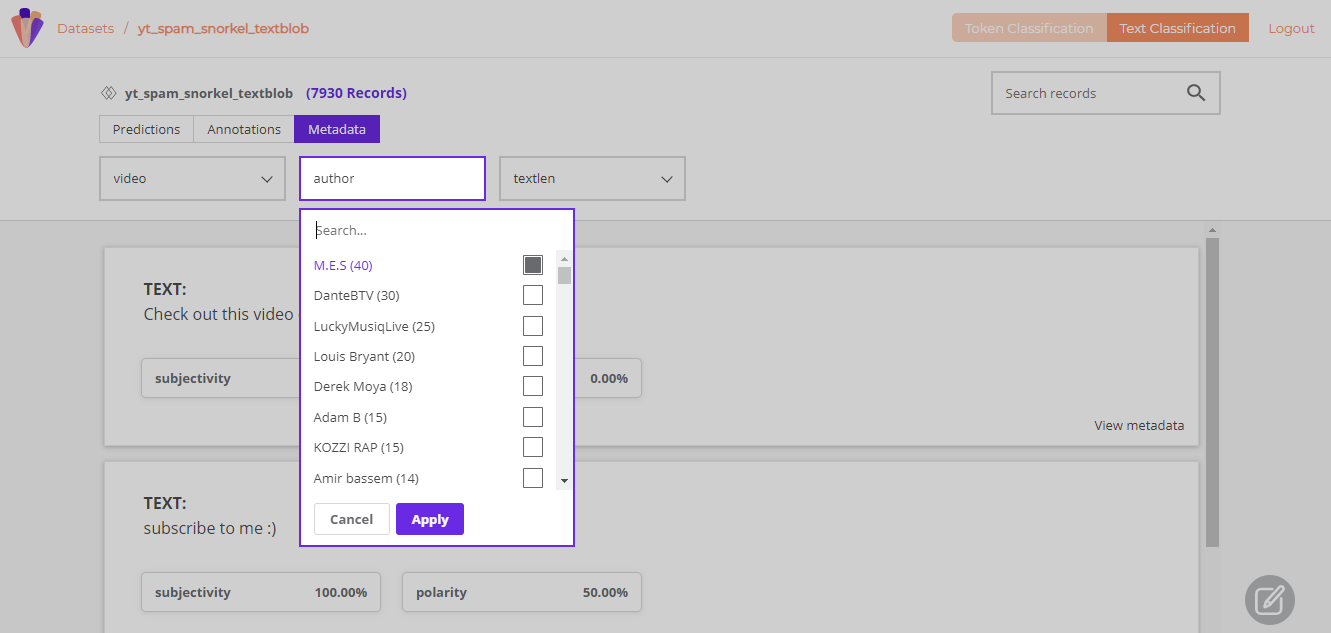 Datasets / yt_spam_snorkel_textblob
Token Classification Text Classification Logout
yt_spam_snorkel_textblob (7930 Records)
Search records
Predictions Annotations Metadata
video author textlen
Search...
M.E.S (40)
DanteBTV (30)
LuckyMusiqLive (25)
Louis Bryant (20)
Derek Moya (18)
Adam B (15)
KOZZI RAP (15)
Amir bassem (14)
Cancel Apply
TEXT:
Check out this video
subjectivity 0.00%
View metadata
TEXT:
subscribe to me :)
subjectivity 100.00% polarity 50.00%